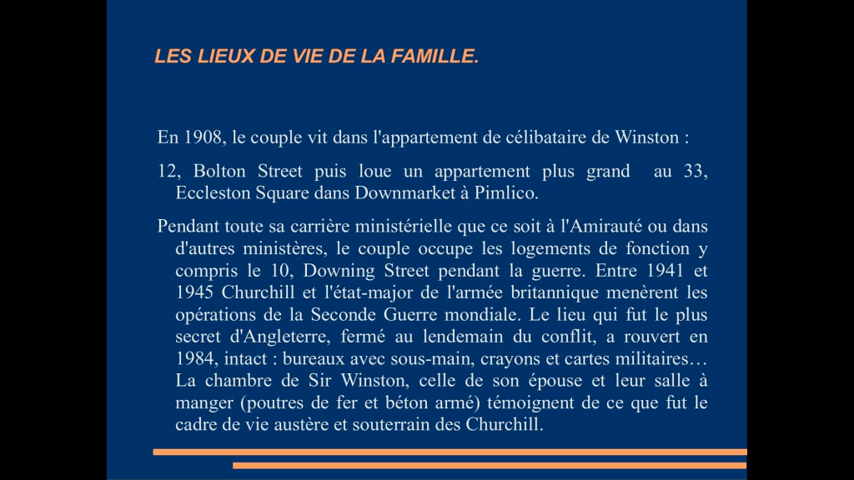 LES LIEUX DE VIE DE LA FAMILLE.
En 1908, le couple vit dans l'appartement de célibataire de Winston :
12, Bolton Street puis loue un appartement plus grand au 33,
Eccleston Square dans Downmarket à Pimlico.
Pendant toute sa carrière ministérielle que ce soit à l'Amirauté ou dans
d'autres ministères, le couple occupe les logements de fonction y
compris le 10, Downing Street pendant la guerre. Entre 1941 et
1945 Churchill et l'état-major de l'armée britannique menèrent les
opérations de la Seconde Guerre mondiale. Le lieu qui fut le plus
secret d'Angleterre, fermé au lendemain du conflit, a rouvert en
1984, intact : bureaux avec sous-main, crayons et cartes militaires…
La chambre de Sir Winston, celle de son épouse et leur salle à
manger (poutres de fer et béton armé) témoignent de ce que fut le
cadre de vie austère et souterrain des Churchill.